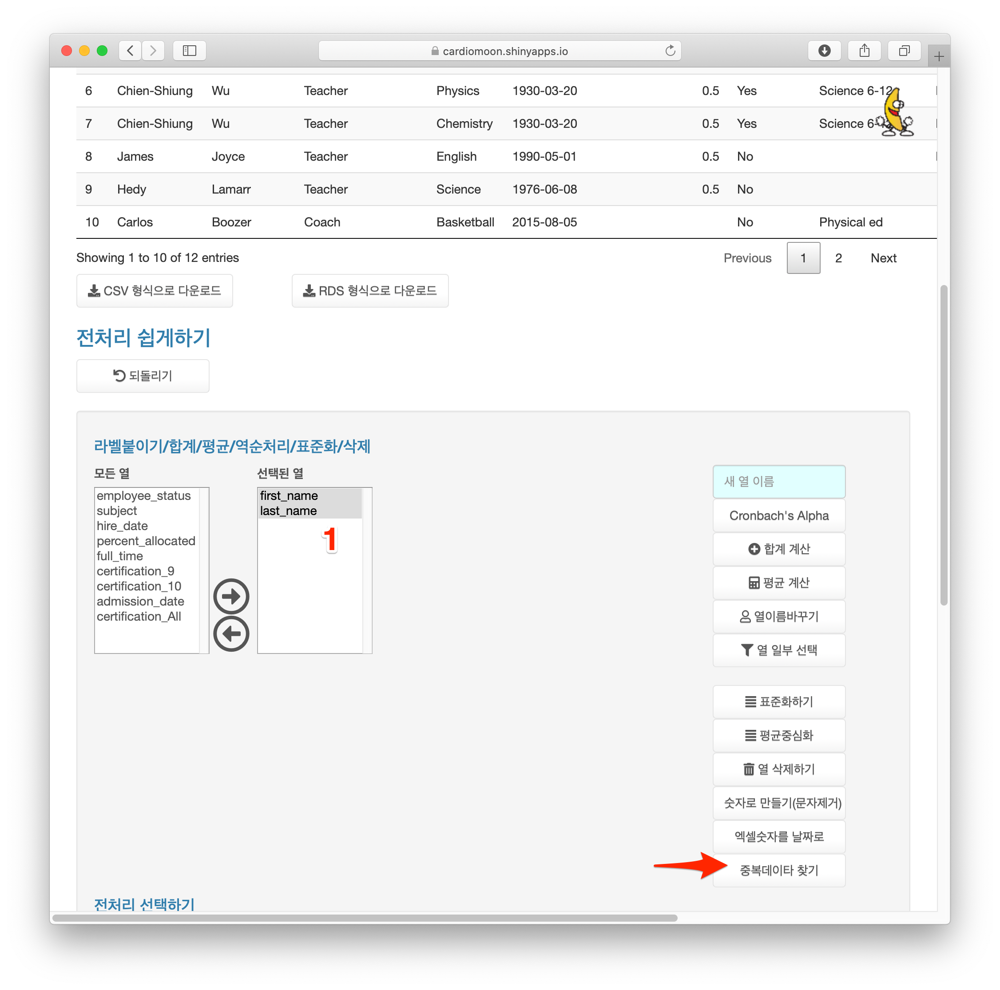 cardiomoon.shinyapps.io
6 Chien-Shiung Wu Teacher Physics 1930-03-20 0.5 Yes Science 6-12
7 Chien-Shiung Wu Teacher Chemistry 1930-03-20 0.5 Yes Science
8 James Joyce Teacher English 1990-05-01 0.5 No
9 Hedy Lamarr Teacher Science 1976-06-08 0.5 No
10 Carlos Boozer Coach Basketball 2015-08-05 No Physical ed
Showing 1 to 10 of 12 entries
Previous 1 2 Next
CSV 형식으로 다운로드 RDS 형식으로 다운로드
전처리 쉽게하기
되돌리기
라벨붙이기/합계/평균/역순처리/표준화/삭제
모든 열
employee_status
subject
hire_date
percent_allocated
full_time
certification_9
certification_10
admission_date
certification_All
선택된 열
first_name
last_name
1
새 열 이름
Cronbach's Alpha
합계 계산
평균 계산
열이름바꾸기
열 일부 선택
표준화하기
평균중심화
열 삭제하기
숫자로 만들기(문자제거)
엑셀숫자를 날짜로
중복데이타 찾기
전처리 선택하기